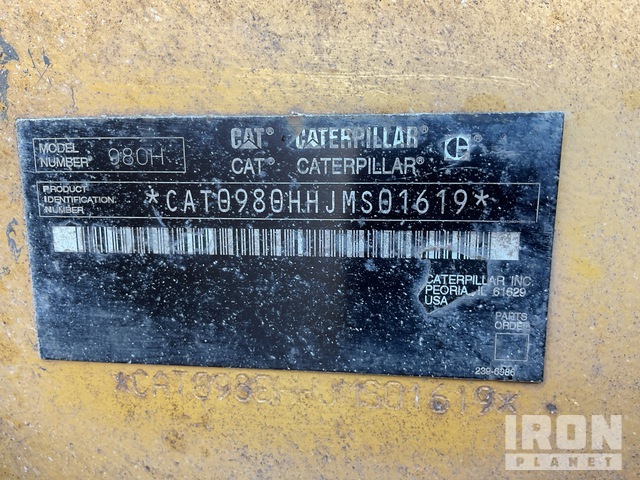 CAT® CATERPILLAR®
CAT® CATERPILLAR®
MODEL NUMBER 980H
PRODUCT IDENTIFICATION NUMBER *CAT0980HHJMS01619*
CATERPILLAR INC
PEORIA, IL 61629
USA
PARTS ORDER
239-6986
IRON
PLANET